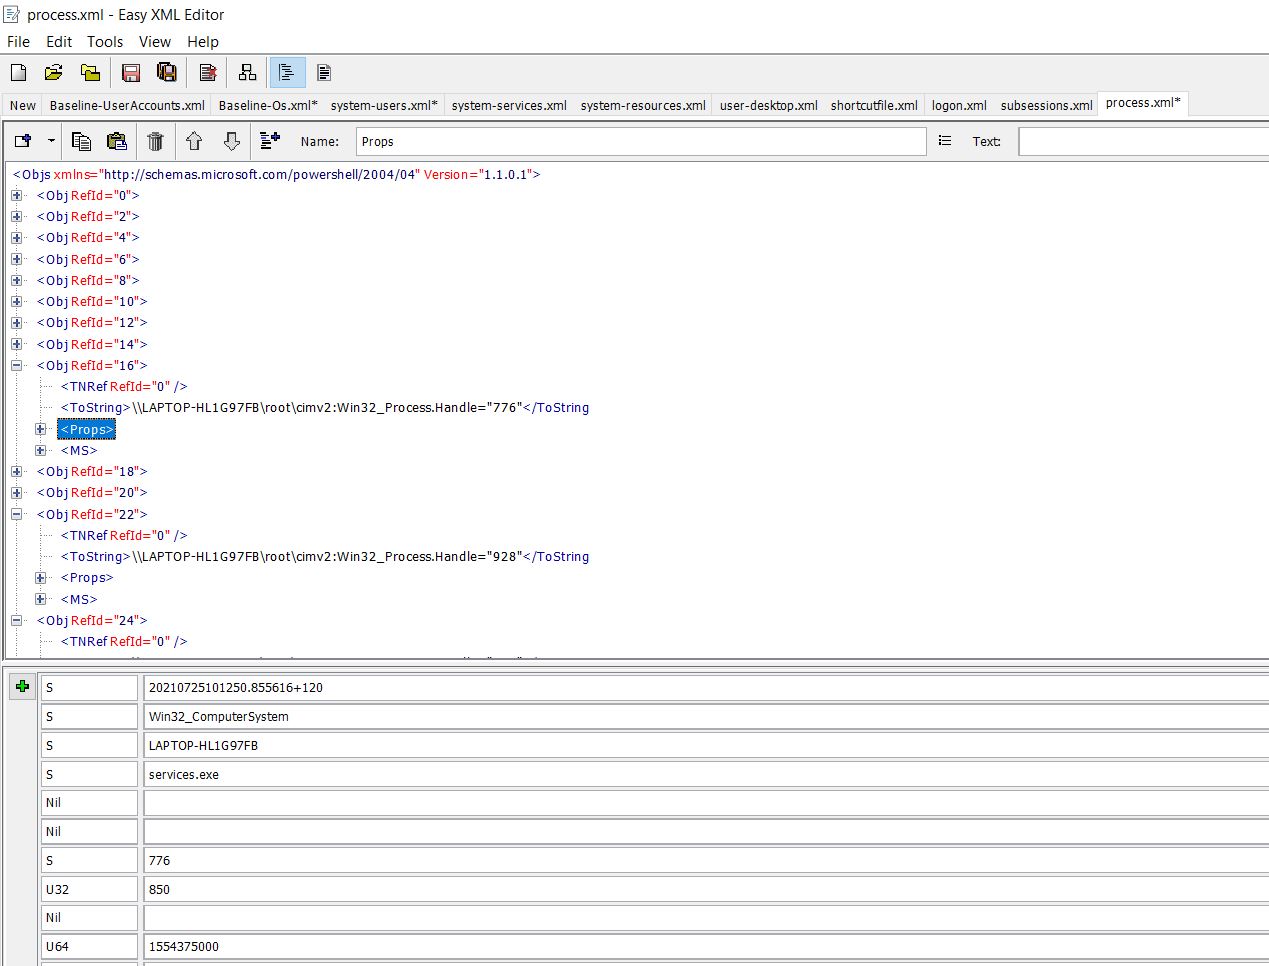 process.xml - Easy XML Editor
File Edit Tools View Help
New Baseline-UserAccounts.xml Baseline-Os.xml* system-users.xml* system-services.xml system-resources.xml user-desktop.xml shortcutfile.xml logon.xml subsessions.xml process.xml*
Name: Props Text:
<Objs xmlns="http://schemas.microsoft.com/powershell/2004/04" Version="1.1.0.1">
<Obj RefId="0">
<Obj RefId="2">
<Obj RefId="4">
<Obj RefId="6">
<Obj RefId="8">
<Obj RefId="10">
<Obj RefId="12">
<Obj RefId="14">
<Obj RefId="16">
<TNRef RefId="0" />
<ToString>\\LAPTOP-HL1G97FB\root\cimv2:Win32_Process.Handle="776"</ToString
<Props>
<MS>
<Obj RefId="18">
<Obj RefId="20">
<Obj RefId="22">
<TNRef RefId="0" />
<ToString>\\LAPTOP-HL1G97FB\root\cimv2:Win32_Process.Handle="928"</ToString
<Props>
<MS>
<Obj RefId="24">
<TNRef RefId="0" />
S 20210725101250.855616+120
S Win32_ComputerSystem
S LAPTOP-HL1G97FB
S services.exe
Nil
Nil
S 776
U32 850
Nil
U64 1554375000